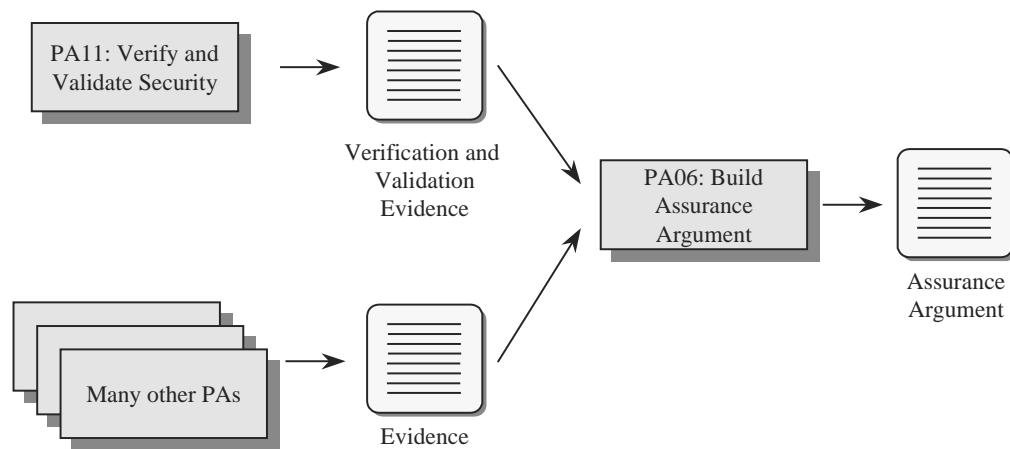 PA11: Verify and
Validate Security
Verification and
Validation
Evidence
PA06: Build
Assurance
Argument
Assurance
Argument
Many other PAs
Evidence